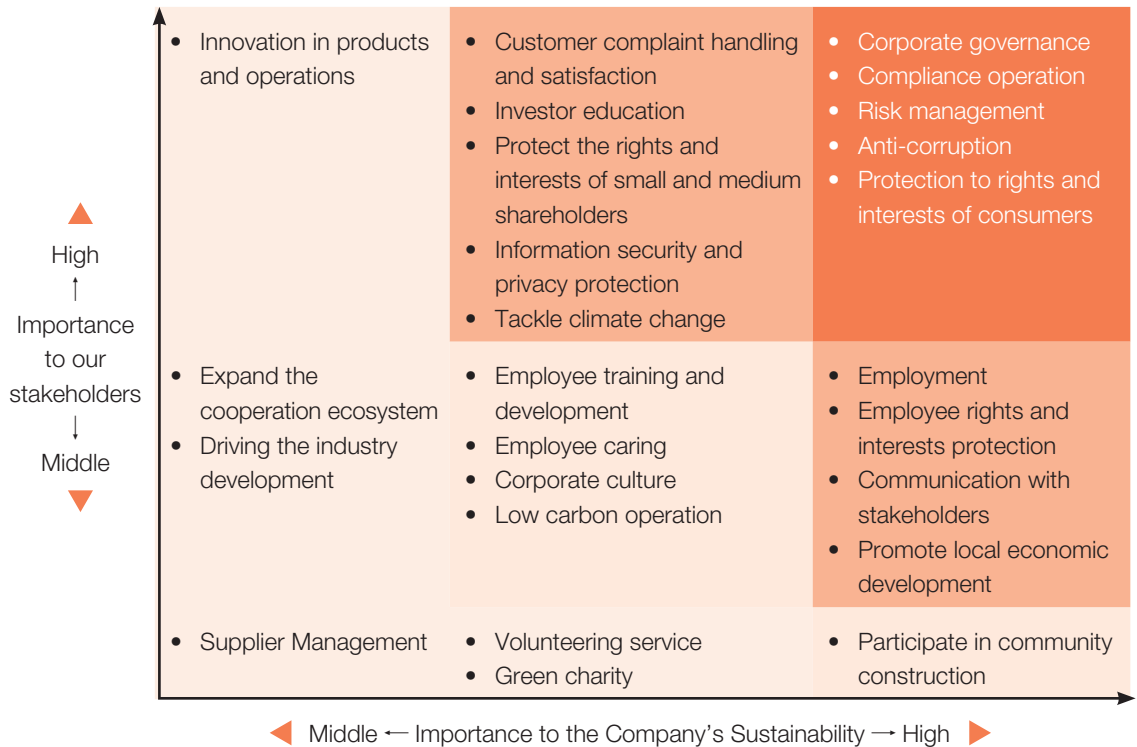 • Innovation in products
and operations
• Customer complaint handling
and satisfaction
• Investor education
• Protect the rights and
interests of small and medium
shareholders
• Information security and
privacy protection
• Tackle climate change
• Corporate governance
• Compliance operation
• Risk management
• Anti-corruption
• Protection to rights and
interests of consumers
High
Importance
to our
stakeholders
Middle
• Expand the
cooperation ecosystem
• Driving the industry
development
• Employee training and
development
• Employee caring
• Corporate culture
• Low carbon operation
• Employment
• Employee rights and
interests protection
• Communication with
stakeholders
• Promote local economic
development
• Supplier Management
• Volunteering service
• Green charity
• Participate in community
construction
Middle ← Importance to the Company's Sustainability → High